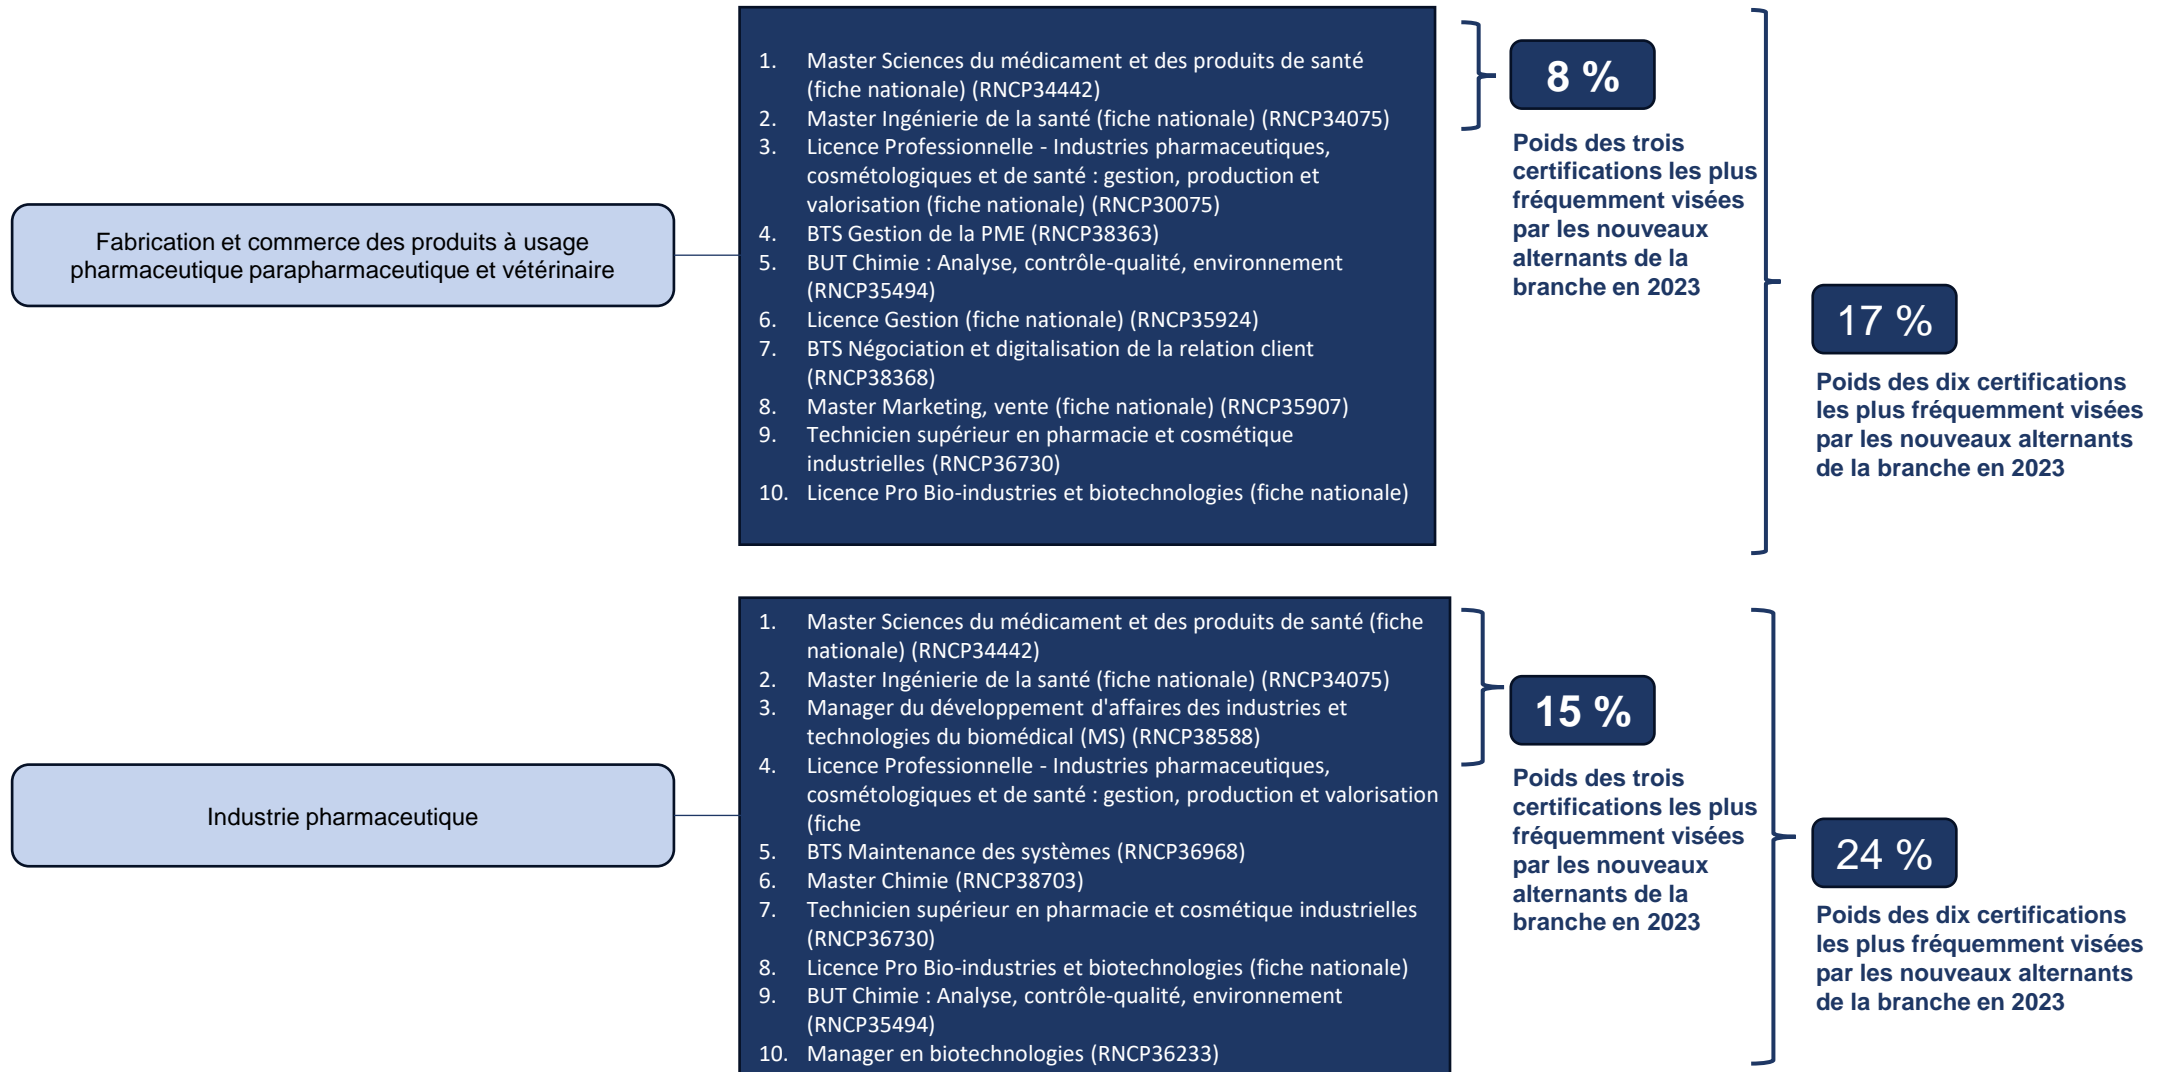 Fabrication et commerce des produits à usage
pharmaceutique parapharmaceutique et vétérinaire
1. Master Sciences du médicament et des produits de santé
(fiche nationale) (RNCP34442)
2. Master Ingénierie de la santé (fiche nationale) (RNCP34075)
3. Licence Professionnelle - Industries pharmaceutiques,
cosmétologiques et de santé : gestion, production et
valorisation (fiche nationale) (RNCP30075)
4. BTS Gestion de la PME (RNCP38363)
5. BUT Chimie : Analyse, contrôle-qualité, environnement
(RNCP35494)
6. Licence Gestion (fiche nationale) (RNCP35924)
7. BTS Négociation et digitalisation de la relation client
(RNCP38368)
8. Master Marketing, vente (fiche nationale) (RNCP35907)
9. Technicien supérieur en pharmacie et cosmétique
industrielles (RNCP36730)
10. Licence Pro Bio-industries et biotechnologies (fiche nationale)
8 %
Poids des trois
certifications les plus
fréquemment visées
par les nouveaux
alternants de la
branche en 2023
17 %
Poids des dix certifications
les plus fréquemment visées
par les nouveaux alternants
de la branche en 2023
Industrie pharmaceutique
1. Master Sciences du médicament et des produits de santé (fiche
nationale) (RNCP34442)
2. Master Ingénierie de la santé (fiche nationale) (RNCP34075)
3. Manager du développement d'affaires des industries et
technologies du biomédical (MS) (RNCP38588)
4. Licence Professionnelle - Industries pharmaceutiques,
cosmétologiques et de santé : gestion, production et valorisation
(fiche
5. BTS Maintenance des systèmes (RNCP36968)
6. Master Chimie (RNCP38703)
7. Technicien supérieur en pharmacie et cosmétique industrielles
(RNCP36730)
8. Licence Pro Bio-industries et biotechnologies (fiche nationale)
9. BUT Chimie : Analyse, contrôle-qualité, environnement
(RNCP35494)
10. Manager en biotechnologies (RNCP36233)
15 %
Poids des trois
certifications les plus
fréquemment visées
par les nouveaux
alternants de la
branche en 2023
24 %
Poids des dix certifications
les plus fréquemment visées
par les nouveaux alternants
de la branche en 2023